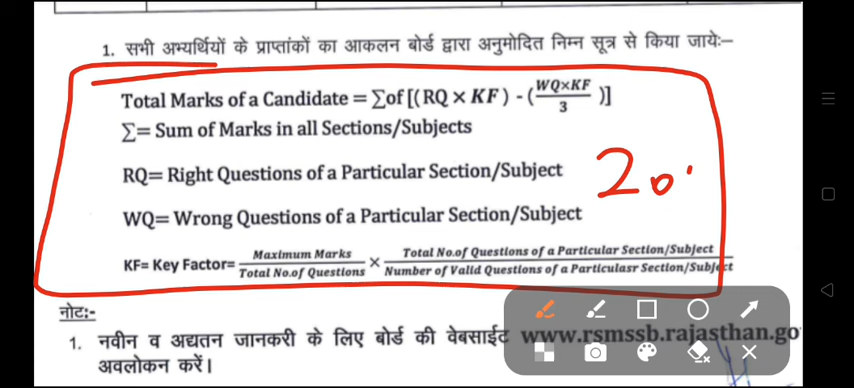 1. सभी अभ्यर्थियों के प्राप्तांकों का आकलन बोर्ड द्वारा अनुमोदित निम्न सूत्र से किया जाये:–
Total Marks of a Candidate = ∑of [(RQ × KF) - (WQ×KF/3)]
∑= Sum of Marks in all Sections/Subjects
RQ= Right Questions of a Particular Section/Subject
20
WQ= Wrong Questions of a Particular Section/Subject
KF= Key Factor= Maximum Marks/Total No.of Questions × Total No.of Questions of a Particular Section/Subject/Number of Valid Questions of a Particulasr Section/Subject
नोट:-
1. नवीन व अद्यतन जानकारी के लिए बोर्ड की वेबसाईट www.rsmssb.rajasthan.go
अवलोकन करें।